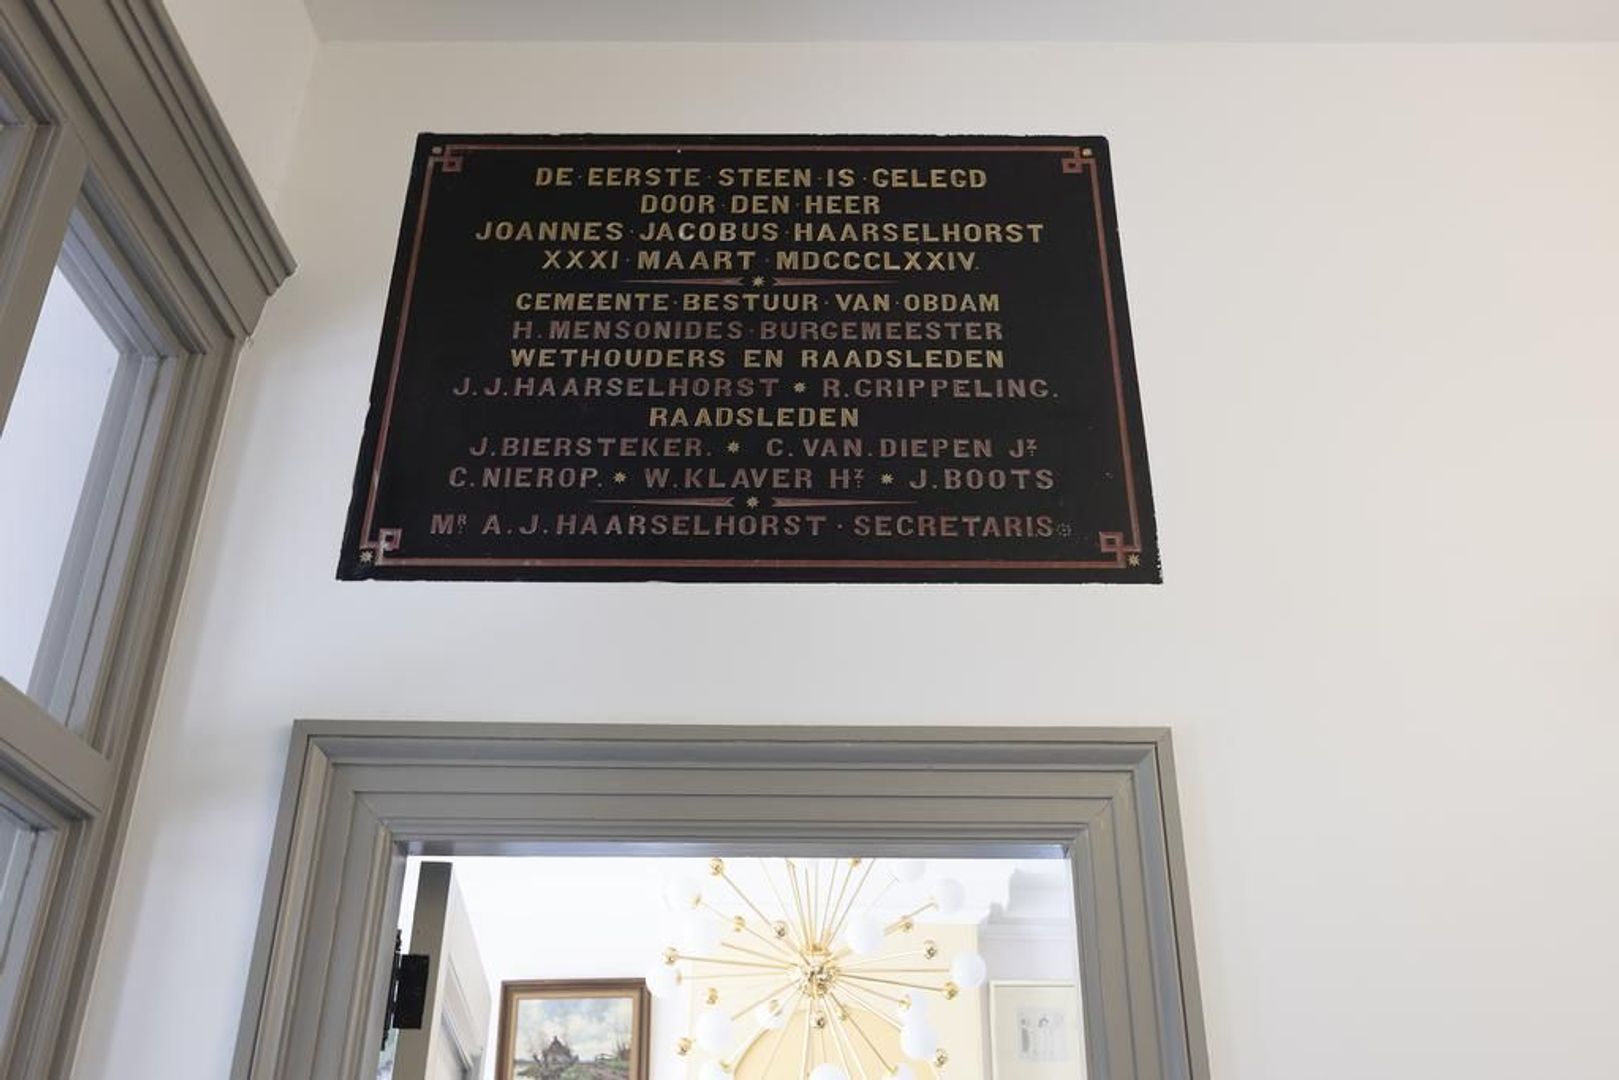 DE·EERSTE·STEEN·IS·GELEGD
DOOR·DEN·HEER
JOANNES·JACOBUS·HAARSELHORST
XXXI·MAART·MDCCCLXXIV.
GEMEENTE·BESTUUR·VAN·OBDAM
H.MENSONIDES·BURGEMEESTER
WETHOUDERS EN RAADSLEDEN
J.J.HAARSELHORST * R.GRIPPELING.
RAADSLEDEN
J.BIERSTEKER. * C.VAN.DIEPEN Jz.
C.NIEROP. * W.KLAVER Hz. * J.BOOTS
Mr. A.J.HAARSELHORST · SECRETARIS